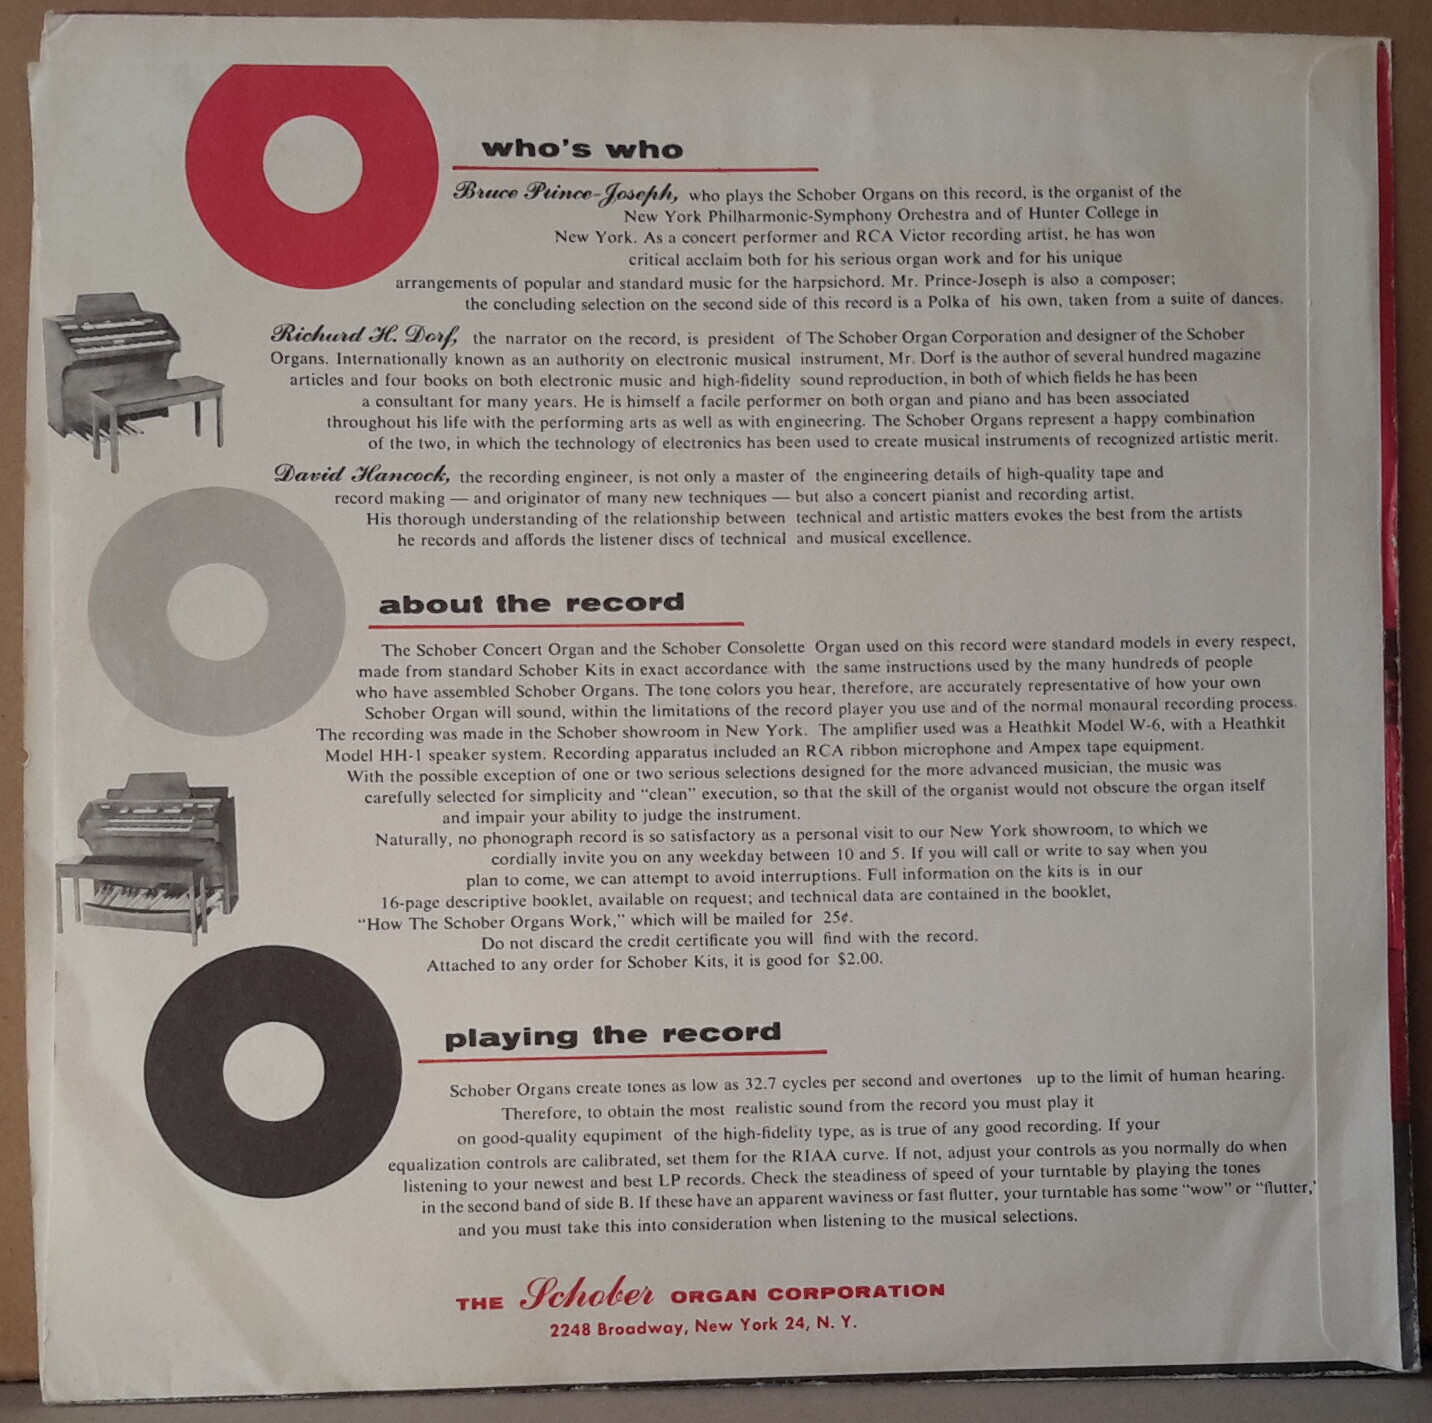 who's who
Bruce Prince-Joseph, who plays the Schober Organs on this record, is the organist of the
New York Philharmonic-Symphony Orchestra and of Hunter College in
New York. As a concert performer and RCA Victor recording artist, he has won
critical acclaim both for his serious organ work and for his unique
arrangements of popular and standard music for the harpsichord. Mr. Prince-Joseph is also a composer;
the concluding selection on the second side of this record is a Polka of his own, taken from a suite of dances.
Richard H. Dorf, the narrator on the record, is president of The Schober Organ Corporation and designer of the Schober
Organs. Internationally known as an authority on electronic musical instrument, Mr. Dorf is the author of several hundred magazine
articles and four books on both electronic music and high-fidelity sound reproduction, in both of which fields he has been
a consultant for many years. He is himself a facile performer on both organ and piano and has been associated
throughout his life with the performing arts as well as with engineering. The Schober Organs represent a happy combination
of the two, in which the technology of electronics has been used to create musical instruments of recognized artistic merit.
David Hancock, the recording engineer, is not only a master of the engineering details of high-quality tape and
record making — and originator of many new techniques — but also a concert pianist and recording artist.
His thorough understanding of the relationship between technical and artistic matters evokes the best from the artists
he records and affords the listener discs of technical and musical excellence.
about the record
The Schober Concert Organ and the Schober Consolette Organ used on this record were standard models in every respect,
made from standard Schober Kits in exact accordance with the same instructions used by the many hundreds of people
who have assembled Schober Organs. The tone colors you hear, therefore, are accurately representative of how your own
Schober Organ will sound, within the limitations of the record player you use and of the normal monaural recording process.
The recording was made in the Schober showroom in New York. The amplifier used was a Heathkit Model W-6, with a Heathkit
Model HH-1 speaker system. Recording apparatus included an RCA ribbon microphone and Ampex tape equipment.
With the possible exception of one or two serious selections designed for the more advanced musician, the music was
carefully selected for simplicity and "clean" execution, so that the skill of the organist would not obscure the organ itself
and impair your ability to judge the instrument.
Naturally, no phonograph record is so satisfactory as a personal visit to our New York showroom, to which we
cordially invite you on any weekday between 10 and 5. If you will call or write to say when you
plan to come, we can attempt to avoid interruptions. Full information on the kits is in our
16-page descriptive booklet, available on request; and technical data are contained in the booklet,
"How The Schober Organs Work," which will be mailed for 25¢.
Do not discard the credit certificate you will find with the record.
Attached to any order for Schober Kits, it is good for $2.00.
playing the record
Schober Organs create tones as low as 32.7 cycles per second and overtones up to the limit of human hearing.
Therefore, to obtain the most realistic sound from the record you must play it
on good-quality equpiment of the high-fidelity type, as is true of any good recording. If your
equalization controls are calibrated, set them for the RIAA curve. If not, adjust your controls as you normally do when
listening to your newest and best LP records. Check the steadiness of speed of your turntable by playing the tones
in the second band of side B. If these have an apparent waviness or fast flutter, your turntable has some "wow" or "flutter,"
and you must take this into consideration when listening to the musical selections.
THE Schober ORGAN CORPORATION
2248 Broadway, New York 24, N. Y.